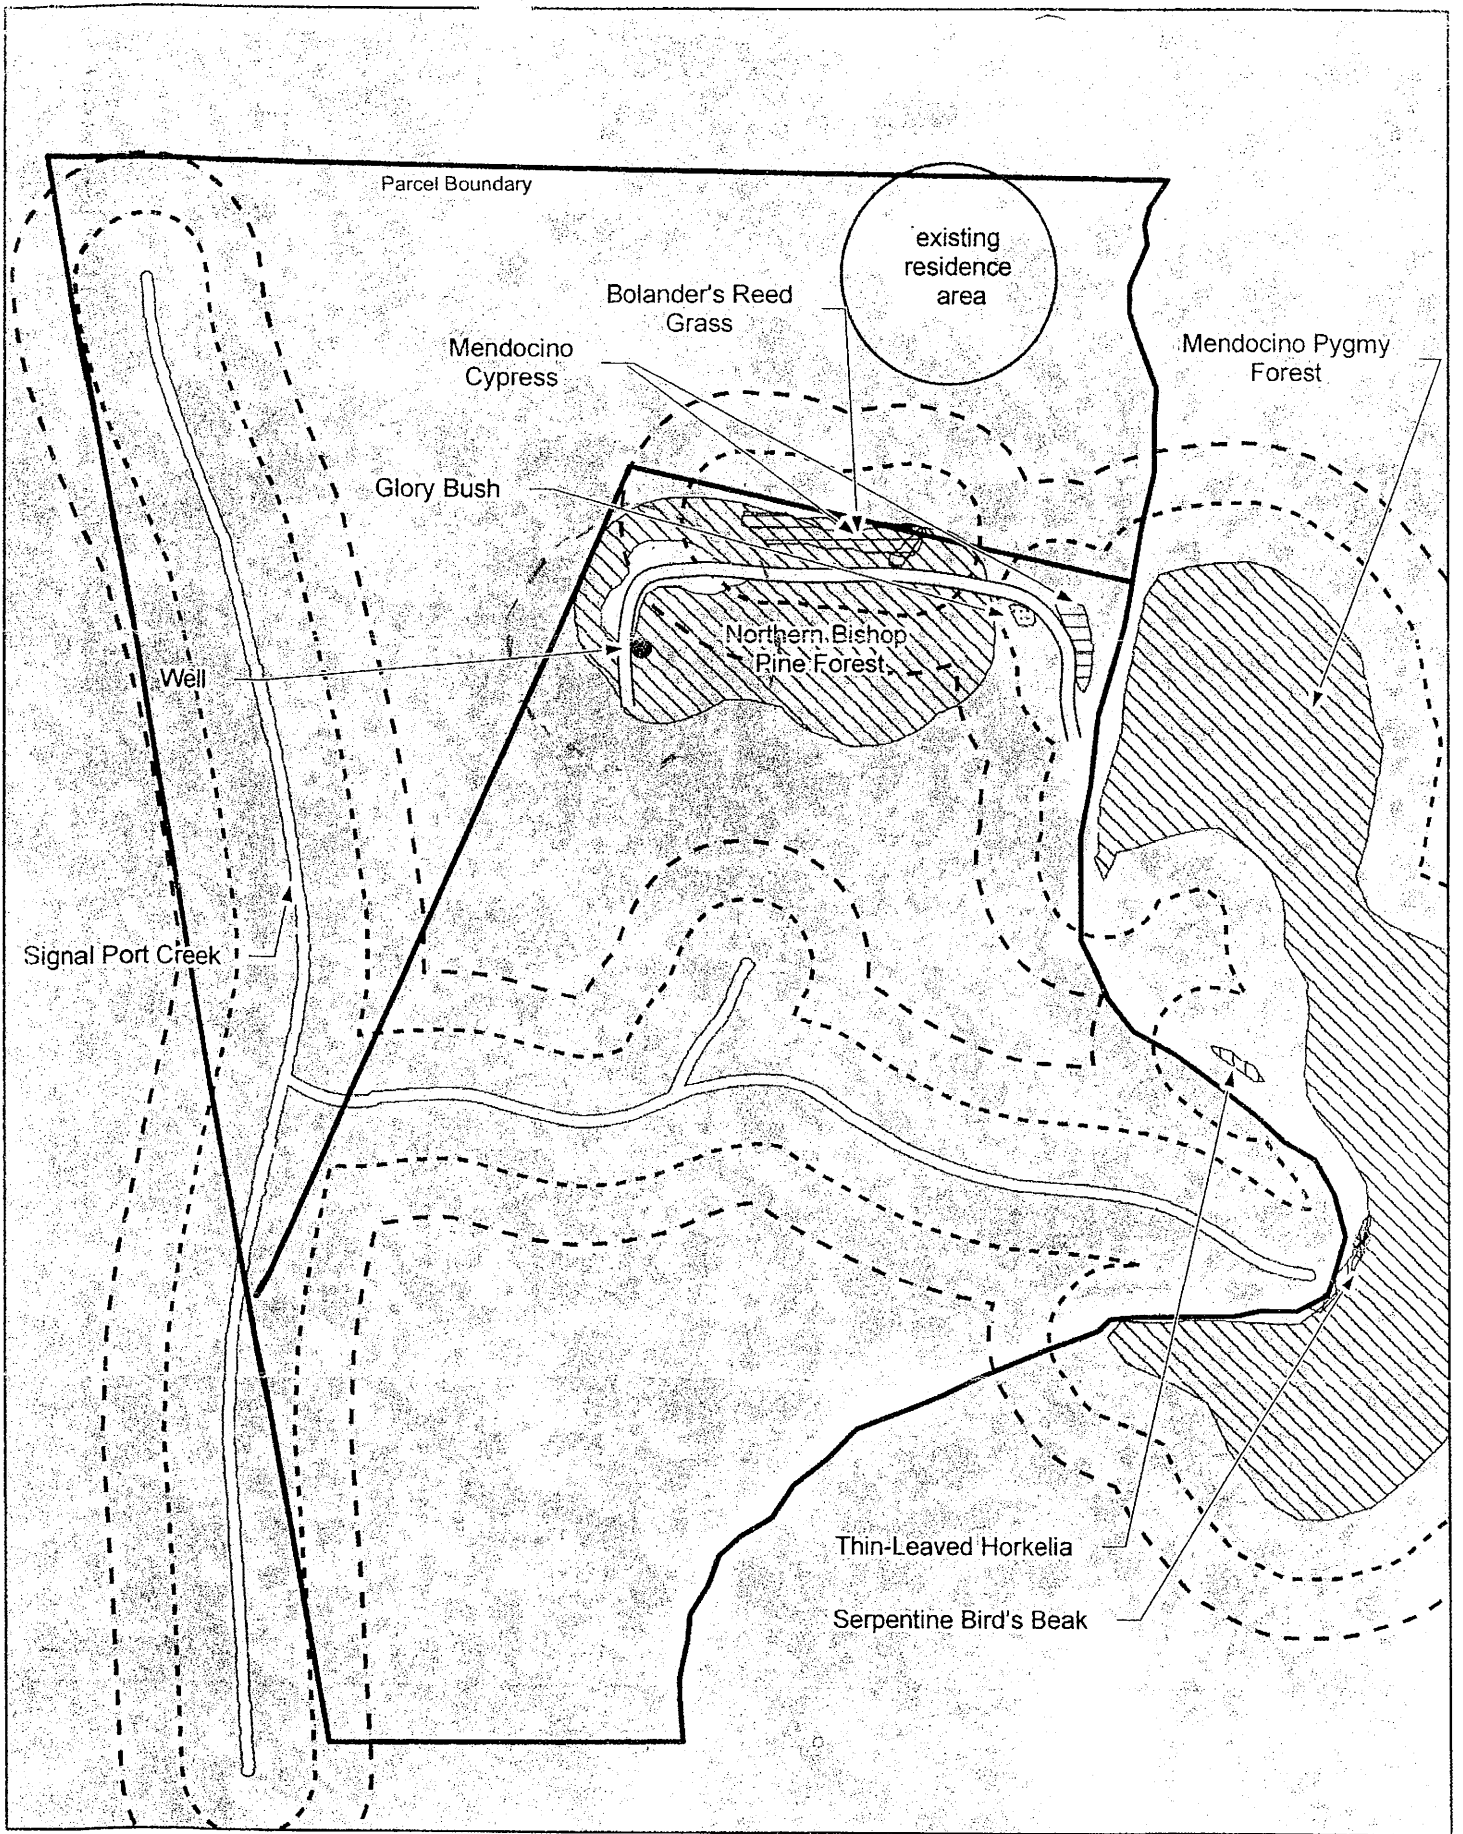 Parcel Boundary
existing
residence
area
Bolander's Reed
Grass
Mendocino
Cypress
Mendocino Pygmy
Forest
Glory Bush
Northern Bishop
Pine Forest
Well
Signal Port Creek
Thin-Leaved Horkelia
Serpentine Bird's Beak